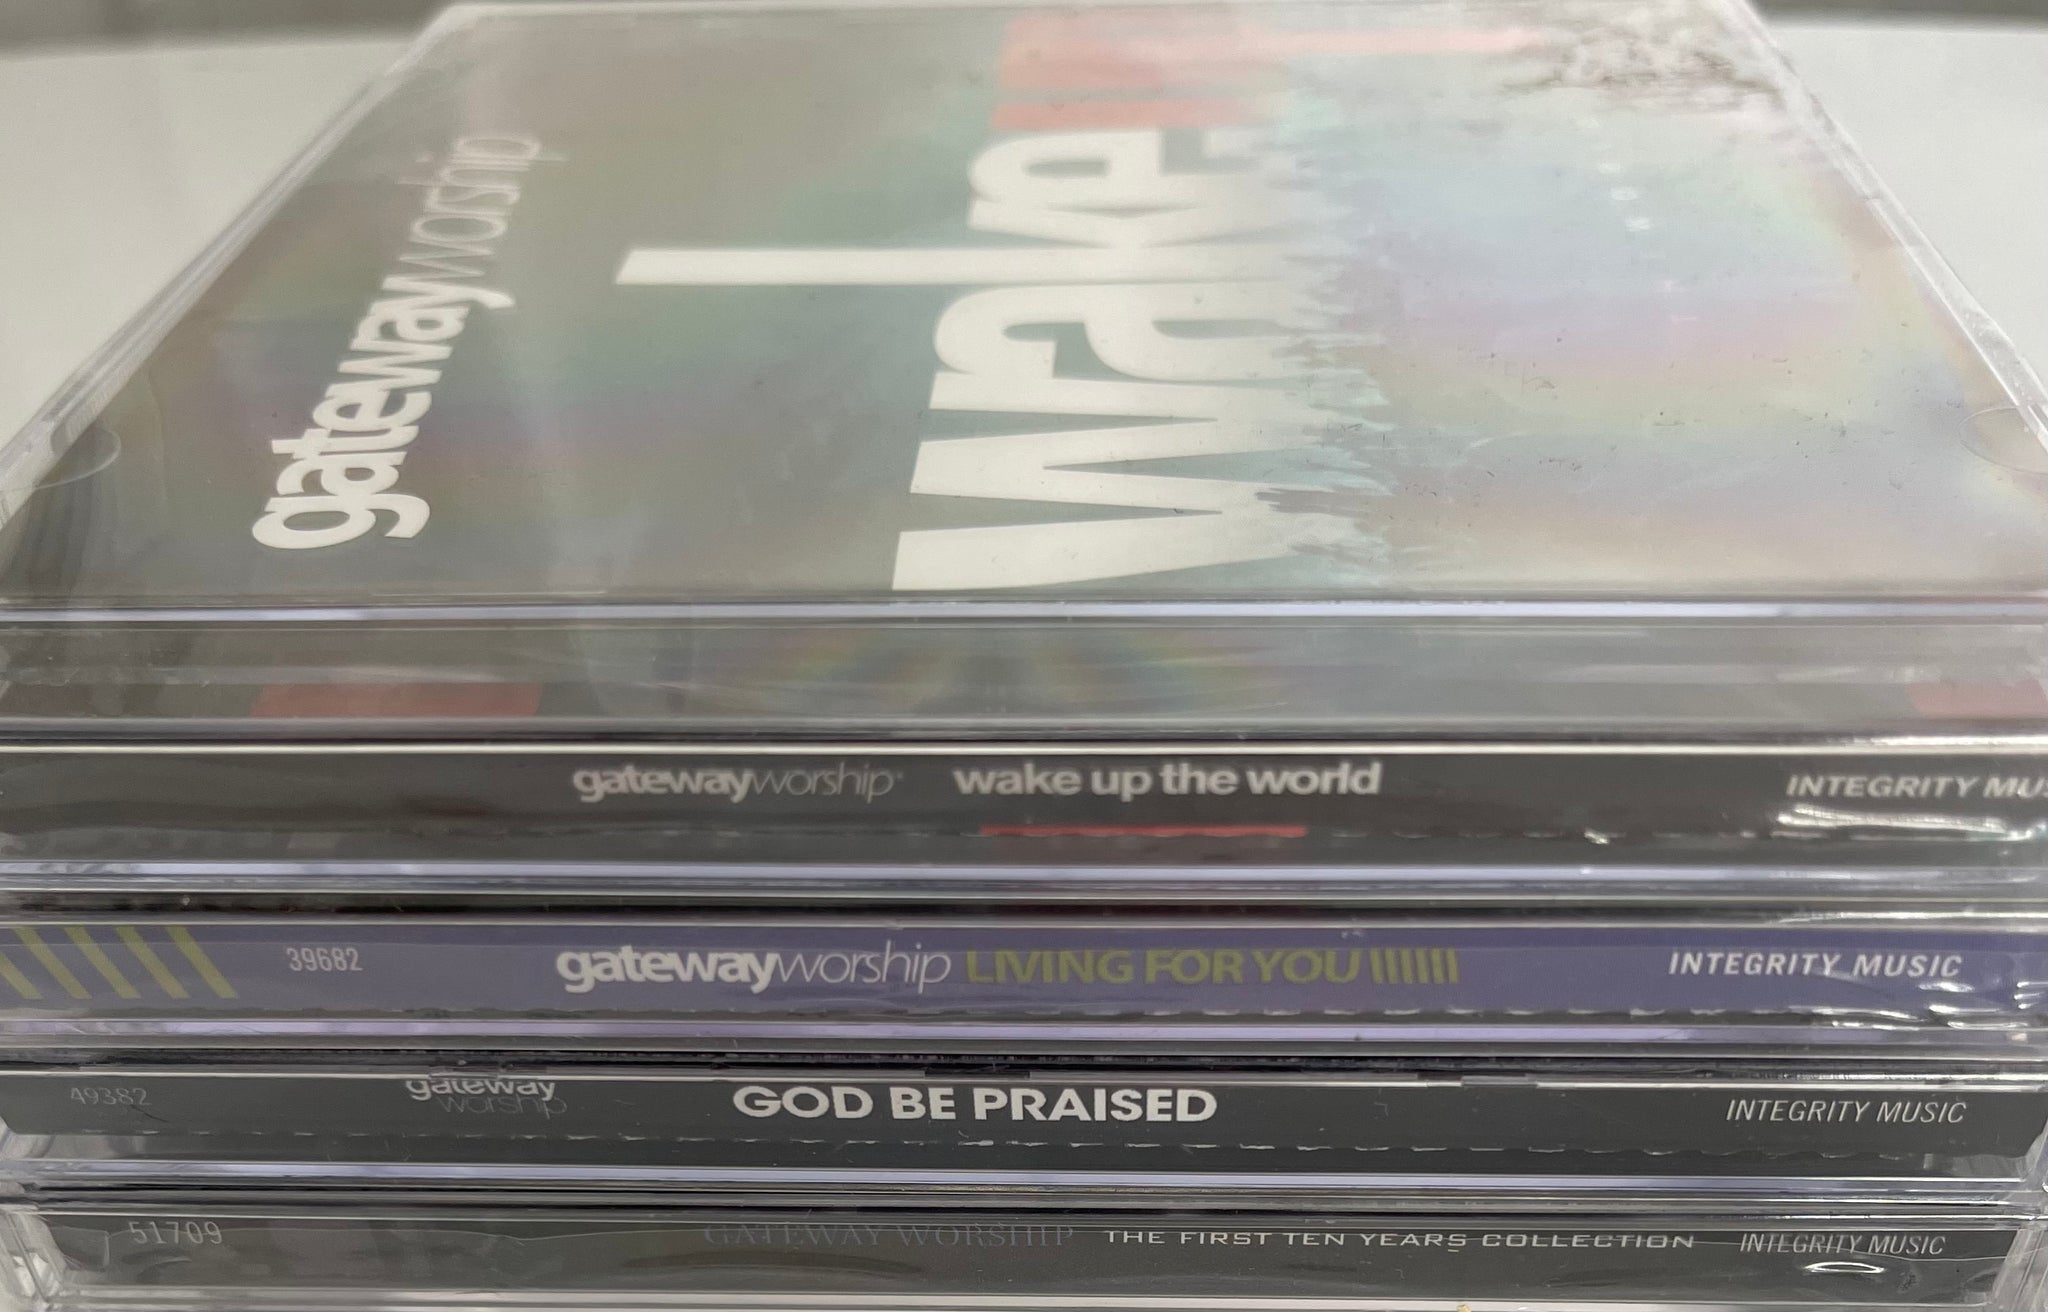 gatewayworship
wake
gatewayworship wake up the world INTEGRITY MUS
39682 gatewayworship LIVING FOR YOU ////// INTEGRITY MUSIC
49382 gateway worship GOD BE PRAISED INTEGRITY MUSIC
51709 GATEWAY WORSHIP THE FIRST TEN YEARS COLLECTION INTEGRITY MUSIC